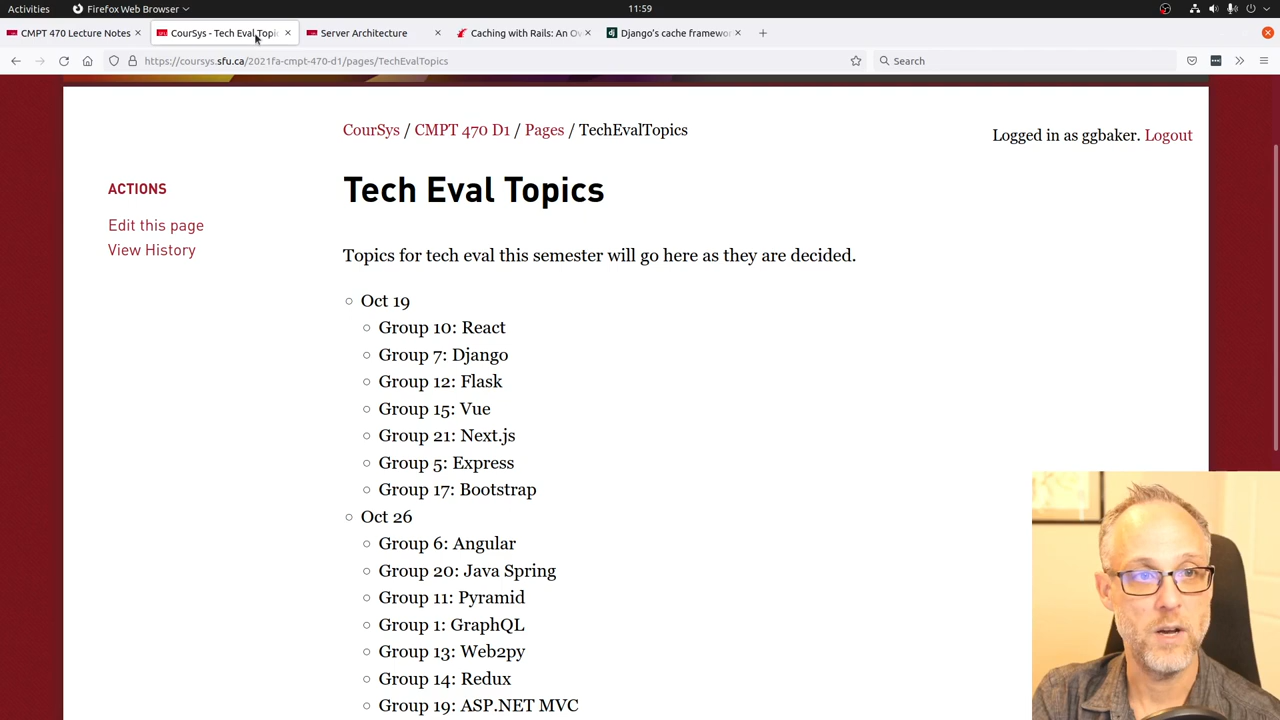 Activities Firefox Web Browser 11:59
CMPT 470 Lecture Notes CourSys - Tech Eval Topi Server Architecture Caching with Rails: An Ov Django's cache framewor
https://coursys.sfu.ca/2021fa-cmpt-470-d1/pages/TechEvalTopics Search
CourSys / CMPT 470 D1 / Pages / TechEvalTopics
Logged in as ggbaker. Logout
ACTIONS
Edit this page
View History
Tech Eval Topics
Topics for tech eval this semester will go here as they are decided.
Oct 19
Group 10: React
Group 7: Django
Group 12: Flask
Group 15: Vue
Group 21: Next.js
Group 5: Express
Group 17: Bootstrap
Oct 26
Group 6: Angular
Group 20: Java Spring
Group 11: Pyramid
Group 1: GraphQL
Group 13: Web2py
Group 14: Redux
Group 19: ASP.NET MVC